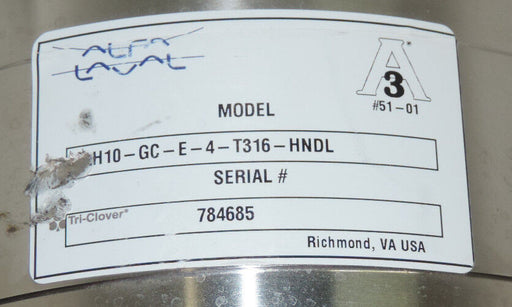 ALFA
LAVAL
A
3
#51-01
MODEL
H10-GC-E-4-T316-HNDL
SERIAL #
Tri-Clover®
784685
Richmond, VA USA